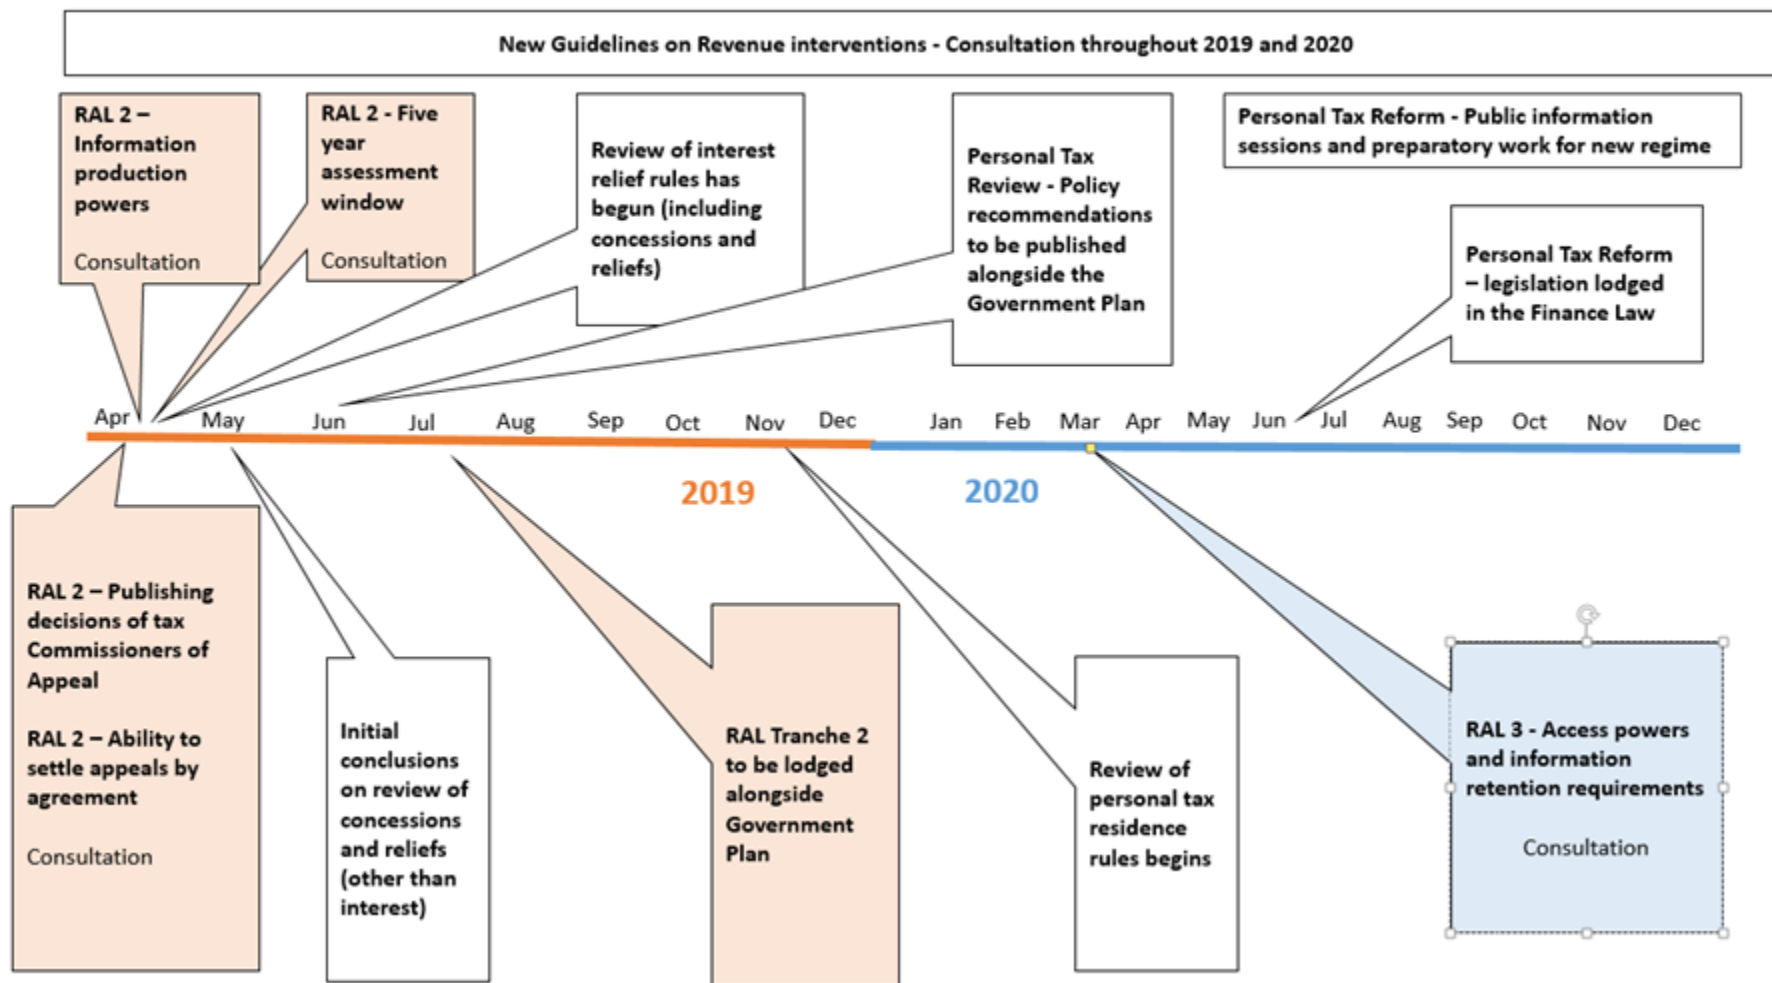 New Guidelines on Revenue interventions - Consultation throughout 2019 and 2020
RAL 2 –
Information
production
powers
Consultation
RAL 2 - Five
year
assessment
window
Consultation
Review of interest
relief rules has
begun (including
concessions and
reliefs)
Personal Tax
Review - Policy
recommendations
to be published
alongside the
Government Plan
Personal Tax Reform - Public information
sessions and preparatory work for new regime
Personal Tax Reform
– legislation lodged
in the Finance Law
Apr May Jun Jul Aug Sep Oct Nov Dec Jan Feb Mar Apr May Jun Jul Aug Sep Oct Nov Dec
2019 2020
RAL 2 – Publishing
decisions of tax
Commissioners of
Appeal
RAL 2 – Ability to
settle appeals by
agreement
Consultation
Initial
conclusions
on review of
concessions
and reliefs
(other than
interest)
RAL Tranche 2
to be lodged
alongside
Government
Plan
Review of
personal tax
residence
rules begins
RAL 3 - Access powers
and information
retention requirements
Consultation